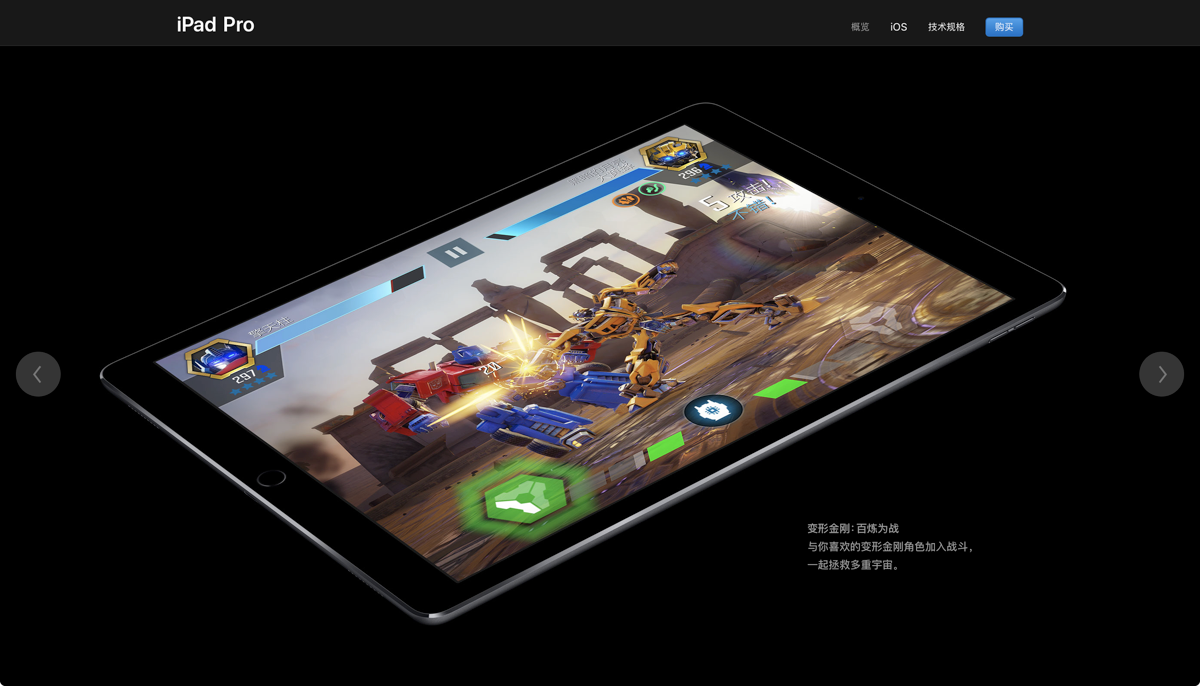 iPad Pro
概览
iOS
技术规格
购买
296
5 攻击!
不错!
擎天柱
297
20
变形金刚：百炼为战
与你喜欢的变形金刚角色加入战斗，
一起拯救多重宇宙。